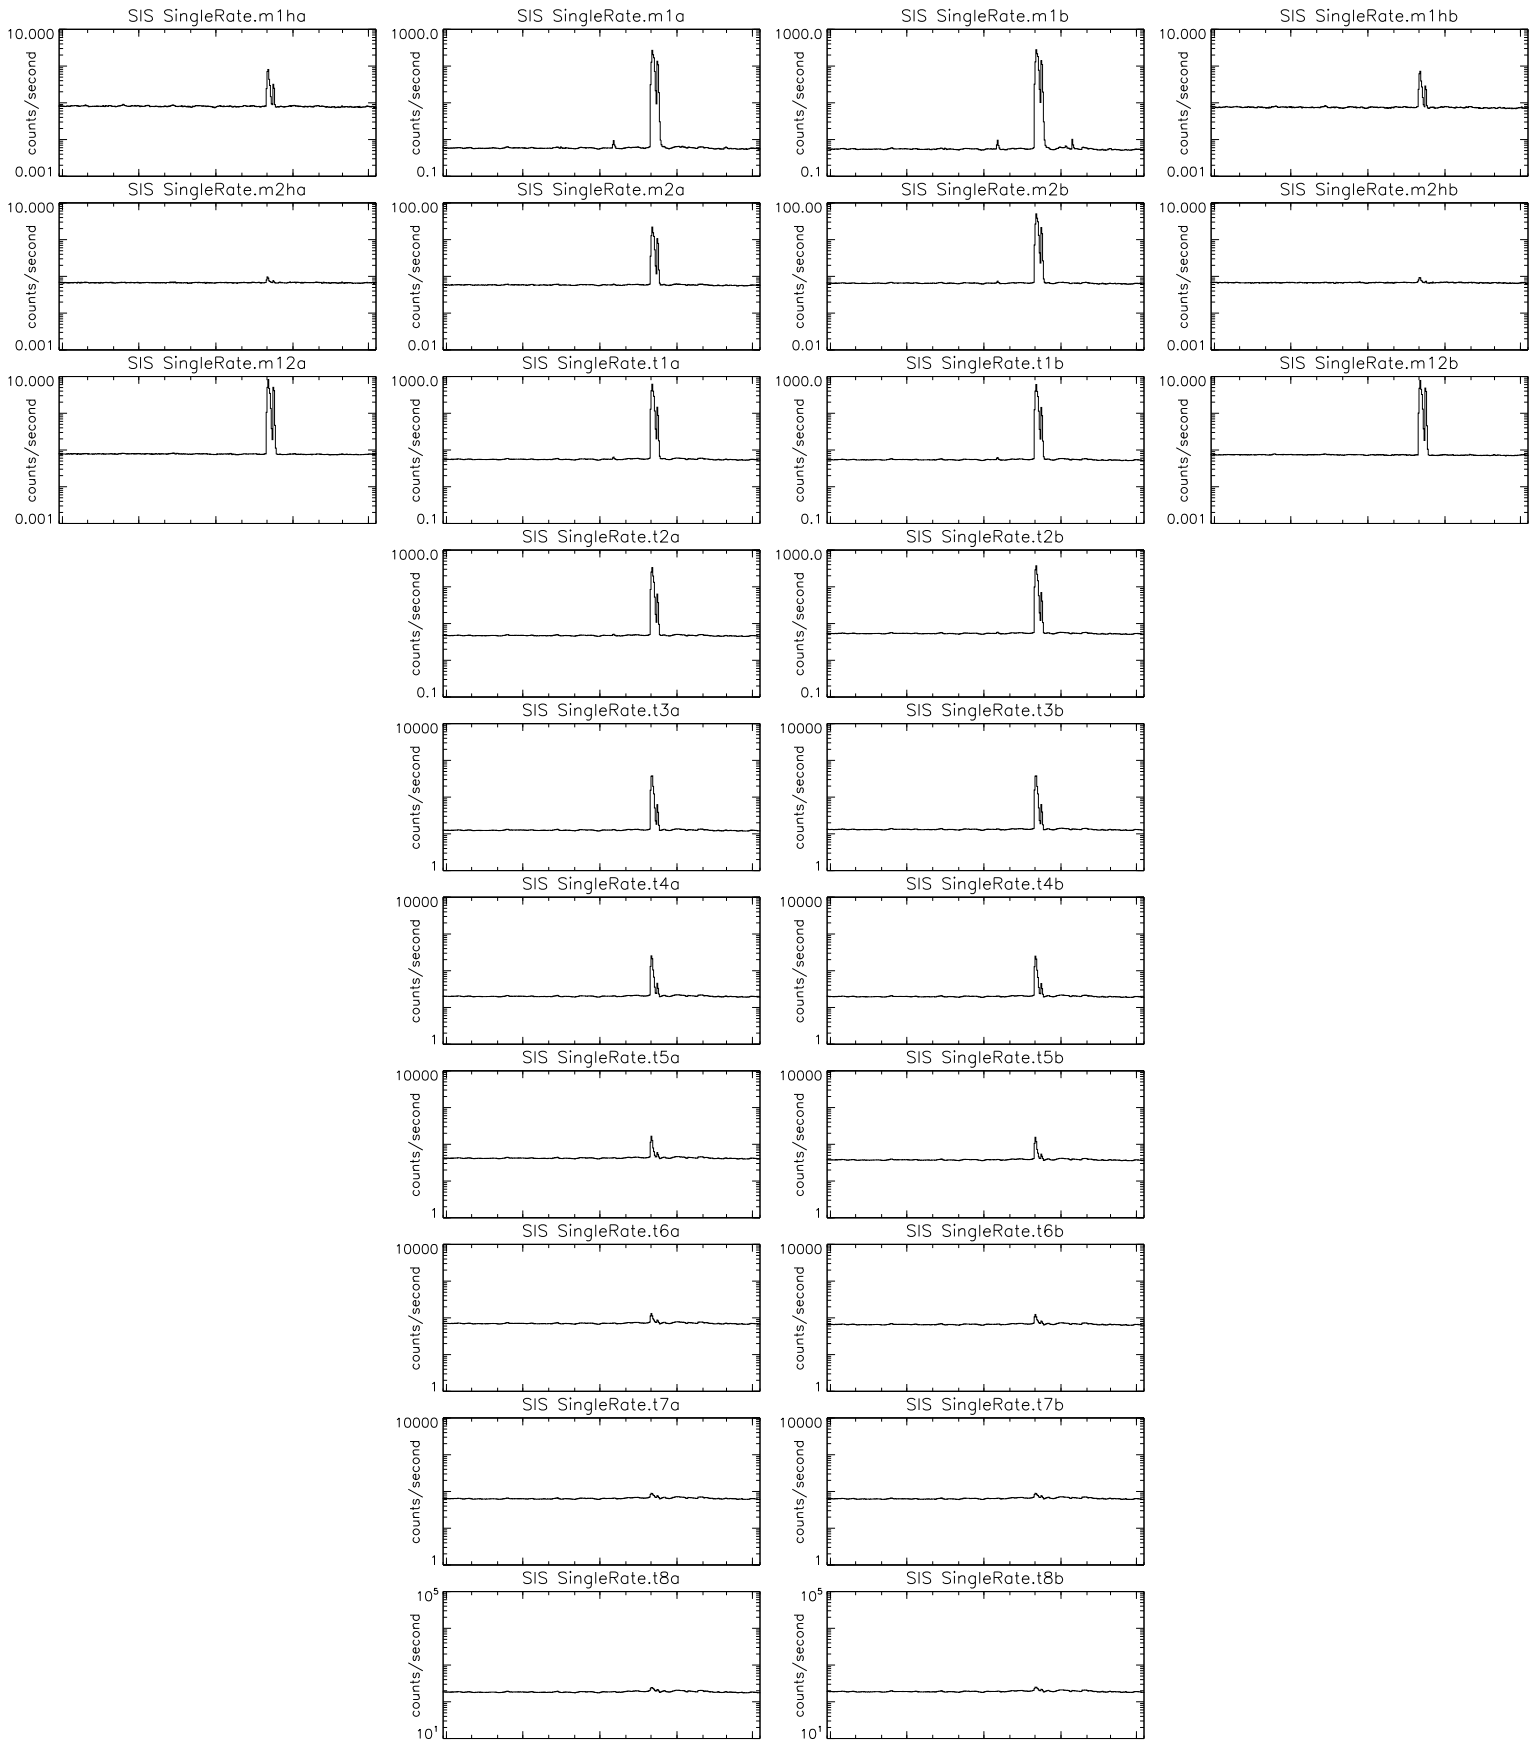 SIS SingleRate.m1ha
SIS SingleRate.m1a
SIS SingleRate.m1b
SIS SingleRate.m1hb
10.000
counts/second
0.001
1000.0
counts/second
0.1
1000.0
counts/second
0.1
10.000
counts/second
0.001
SIS SingleRate.m2ha
SIS SingleRate.m2a
SIS SingleRate.m2b
SIS SingleRate.m2hb
10.000
counts/second
0.001
100.00
counts/second
0.01
100.00
counts/second
0.01
10.000
counts/second
0.001
SIS SingleRate.m12a
SIS SingleRate.t1a
SIS SingleRate.t1b
SIS SingleRate.m12b
10.000
counts/second
0.001
1000.0
counts/second
0.1
1000.0
counts/second
0.1
10.000
counts/second
0.001
SIS SingleRate.t2a
SIS SingleRate.t2b
1000.0
counts/second
0.1
1000.0
counts/second
0.1
SIS SingleRate.t3a
SIS SingleRate.t3b
10000
counts/second
1
10000
counts/second
1
SIS SingleRate.t4a
SIS SingleRate.t4b
10000
counts/second
1
10000
counts/second
1
SIS SingleRate.t5a
SIS SingleRate.t5b
10000
counts/second
1
10000
counts/second
1
SIS SingleRate.t6a
SIS SingleRate.t6b
10000
counts/second
1
10000
counts/second
1
SIS SingleRate.t7a
SIS SingleRate.t7b
10000
counts/second
1
10000
counts/second
1
SIS SingleRate.t8a
SIS SingleRate.t8b
10⁵
counts/second
10¹
10⁵
counts/second
10¹